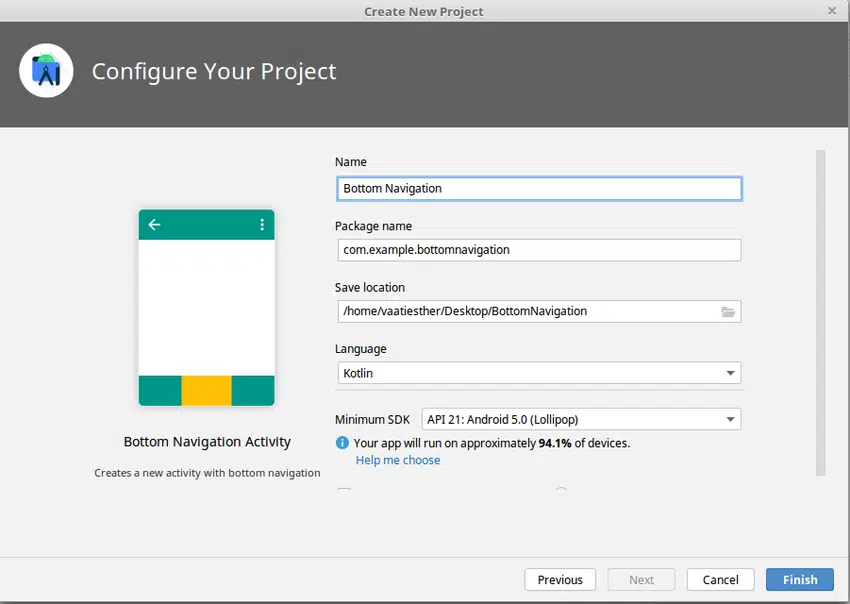 Create New Project
Configure Your Project
Name
Bottom Navigation
Package name
com.example.bottomnavigation
Save location
/home/vaatiesther/Desktop/BottomNavigation
Language
Kotlin
Minimum SDK
API 21: Android 5.0 (Lollipop)
Your app will run on approximately 94.1% of devices.
Help me choose
Bottom Navigation Activity
Creates a new activity with bottom navigation
Previous
Next
Cancel
Finish